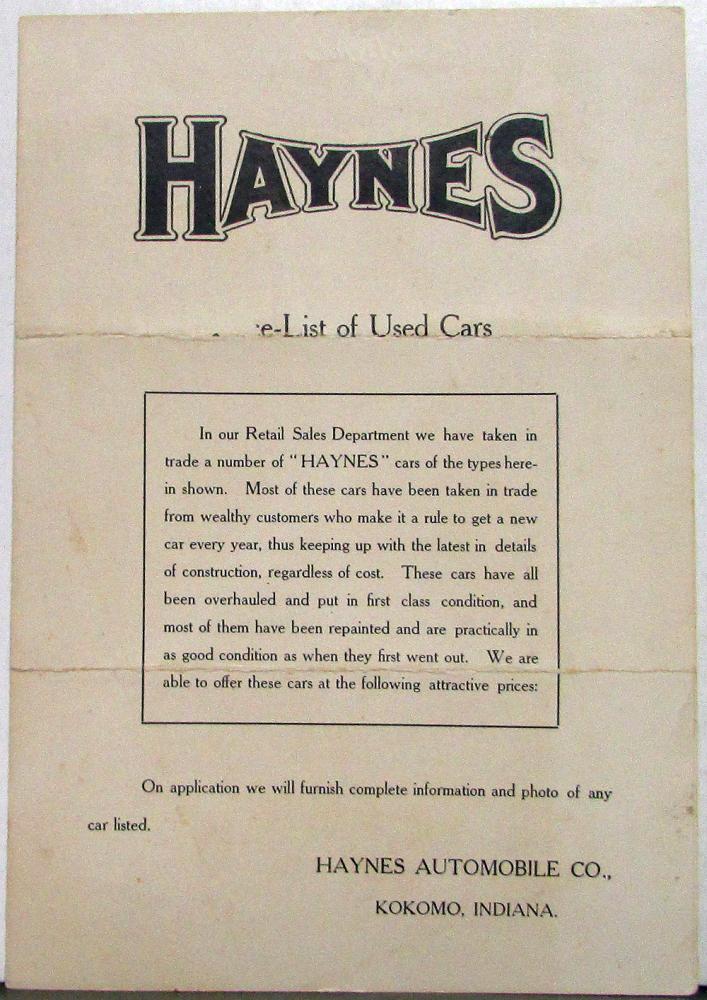 HAYNES
e-List of Used Cars
In our Retail Sales Department we have taken in
trade a number of "HAYNES" cars of the types here-
in shown. Most of these cars have been taken in trade
from wealthy customers who make it a rule to get a new
car every year, thus keeping up with the latest in details
of construction, regardless of cost. These cars have all
been overhauled and put in first class condition, and
most of them have been repainted and are practically in
as good condition as when they first went out. We are
able to offer these cars at the following attractive prices:
On application we will furnish complete information and photo of any
car listed.
HAYNES AUTOMOBILE CO.,
KOKOMO, INDIANA.